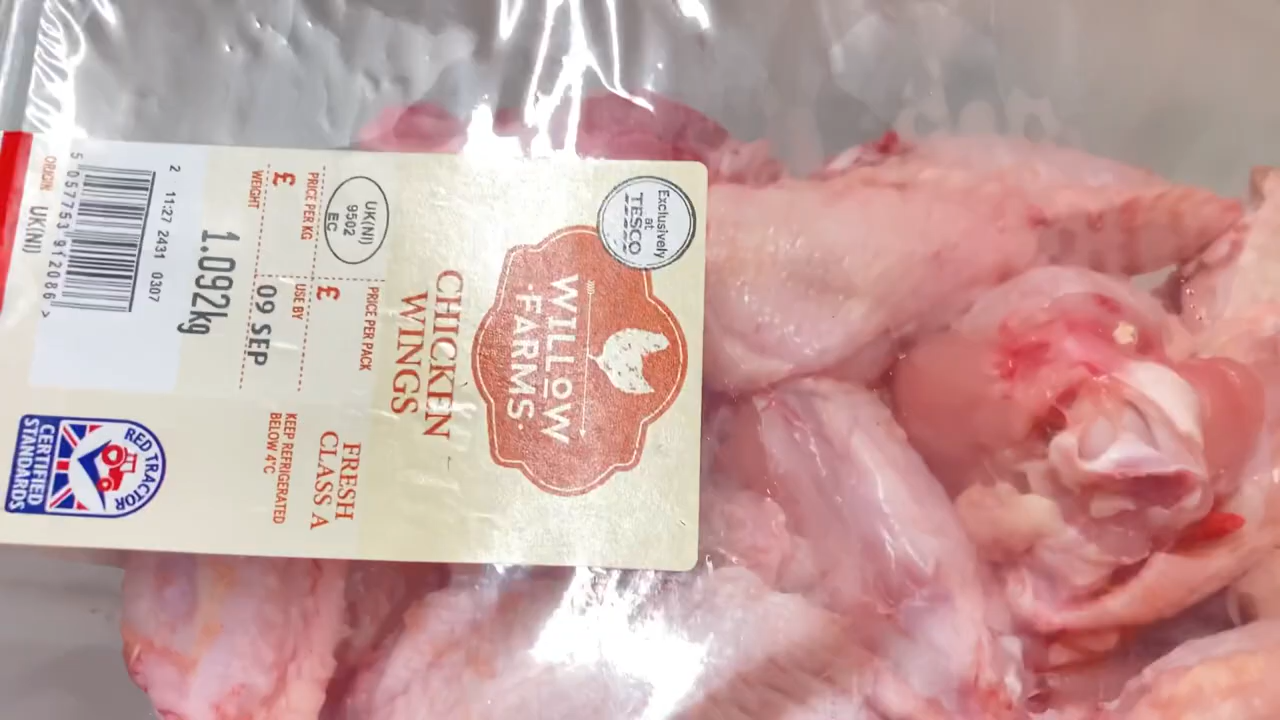 Exclusively
at
TESCO
WILLOW
· FARMS ·
CHICKEN
WINGS
FRESH
CLASS A
UK(NI)
9502
EC
PRICE PER KG
£
PRICE PER PACK
£
WEIGHT
1.092kg
USE BY
09 SEP
KEEP REFRIGERATED
BELOW 4°C
2 11:27 2431 0307
5 057753 912086 >
ORIGIN UK(NI)
RED TRACTOR
CERTIFIED
STANDARDS